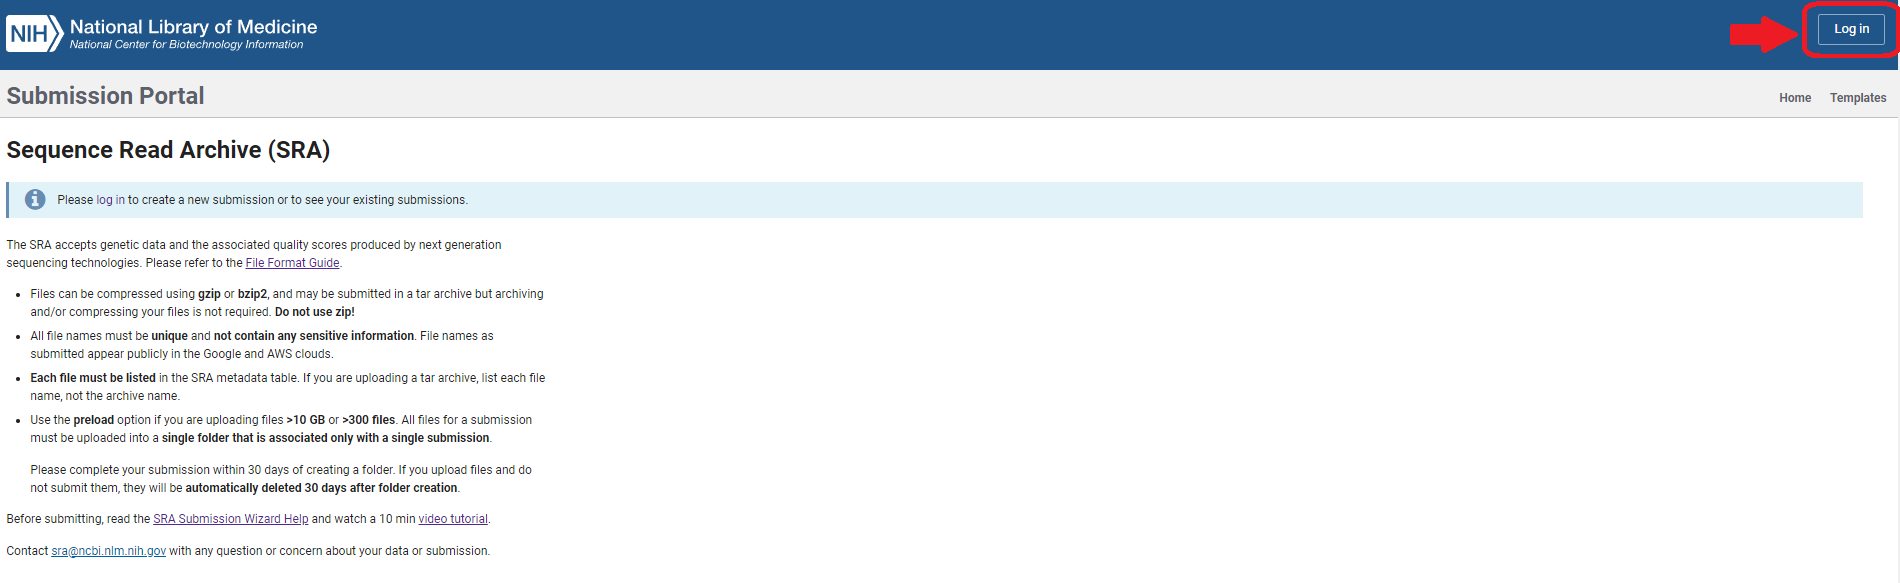 NIH National Library of Medicine
National Center for Biotechnology Information
Log in
Submission Portal
Home Templates
Sequence Read Archive (SRA)
Please log in to create a new submission or to see your existing submissions.
The SRA accepts genetic data and the associated quality scores produced by next generation
sequencing technologies. Please refer to the File Format Guide.
• Files can be compressed using gzip or bzip2, and may be submitted in a tar archive but archiving
and/or compressing your files is not required. Do not use zip!
• All file names must be unique and not contain any sensitive information. File names as
submitted appear publicly in the Google and AWS clouds.
• Each file must be listed in the SRA metadata table. If you are uploading a tar archive, list each file
name, not the archive name.
• Use the preload option if you are uploading files >10 GB or >300 files. All files for a submission
must be uploaded into a single folder that is associated only with a single submission.
Please complete your submission within 30 days of creating a folder. If you upload files and do
not submit them, they will be automatically deleted 30 days after folder creation.
Before submitting, read the SRA Submission Wizard Help and watch a 10 min video tutorial.
Contact sra@ncbi.nlm.nih.gov with any question or concern about your data or submission.